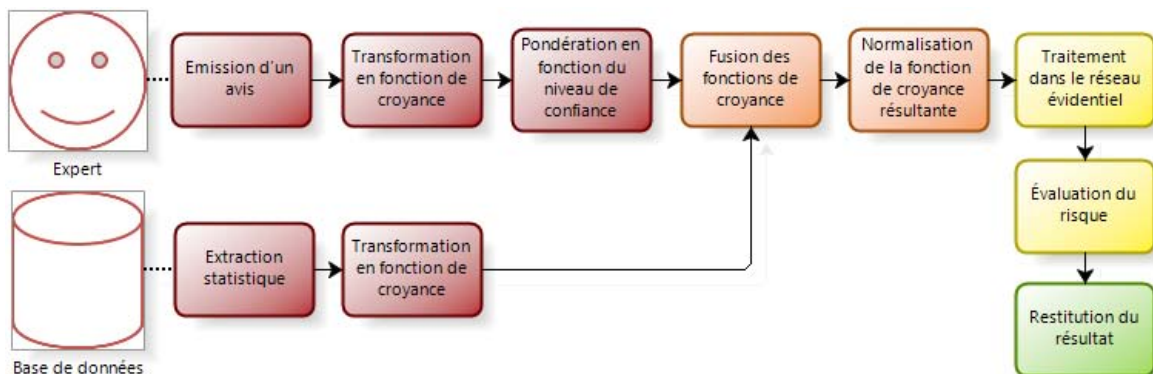 Emission d'un
avis
Transformation
en fonction de
croyance
Pondération en
fonction du
niveau de
confiance
Fusion des
fonctions de
croyance
Normalisation
de la fonction
de croyance
résultante
Traitement
dans le réseau
évidentiel
Expert
Évaluation du
risque
Extraction
statistique
Transformation
en fonction de
croyance
Restitution du
résultat
Base de données